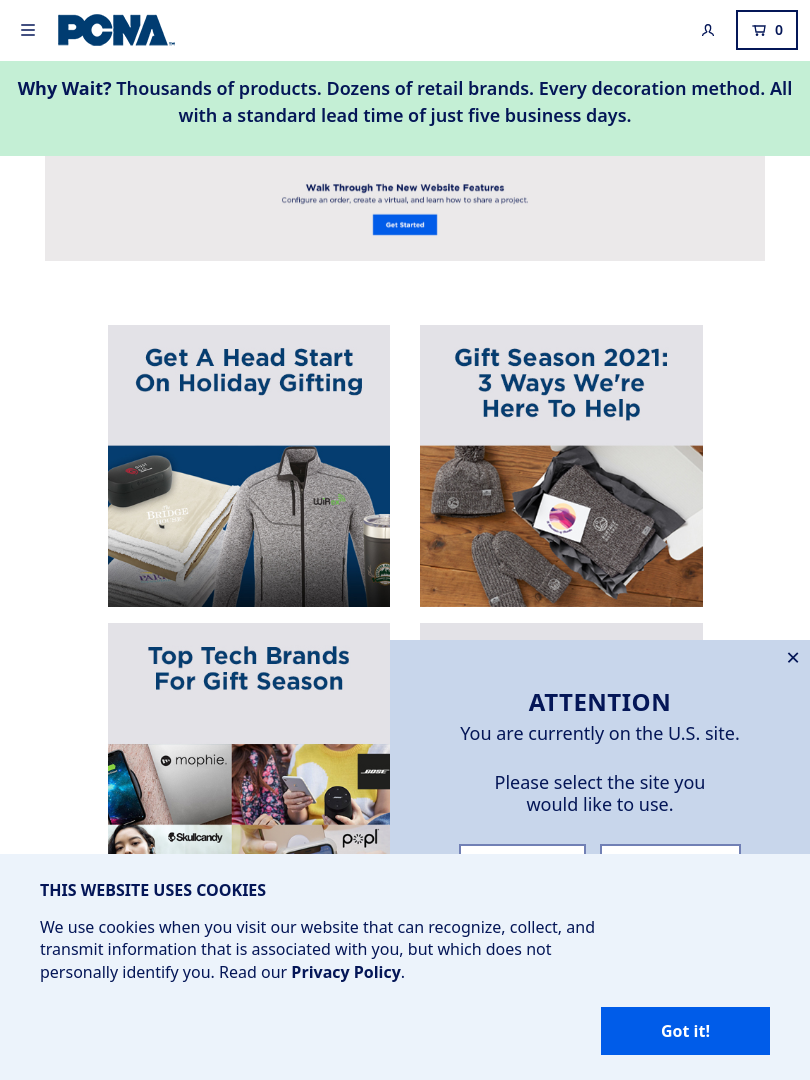 PCNA
0
Why Wait? Thousands of products. Dozens of retail brands. Every decoration method. All
with a standard lead time of just five business days.
Walk Through The New Website Features
Configure an order, create a virtual, and learn how to share a project.
Get Started
Get A Head Start
On Holiday Gifting
BRIDGE
Gift Season 2021:
3 Ways We're
Here To Help
Top Tech Brands
For Gift Season
mophie.
BOSE
Skullcandy
popl
ATTENTION
You are currently on the U.S. site.
Please select the site you
would like to use.
THIS WEBSITE USES COOKIES
We use cookies when you visit our website that can recognize, collect, and
transmit information that is associated with you, but which does not
personally identify you. Read our Privacy Policy.
Got it!